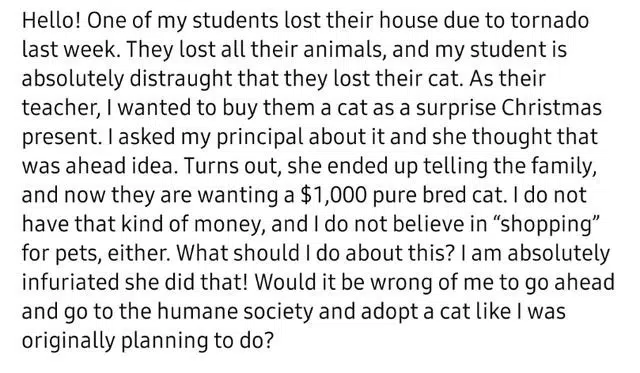 Hello! One of my students lost their house due to tornado
last week. They lost all their animals, and my student is
absolutely distraught that they lost their cat. As their
teacher, I wanted to buy them a cat as a surprise Christmas
present. I asked my principal about it and she thought that
was ahead idea. Turns out, she ended up telling the family,
and now they are wanting a $1,000 pure bred cat. I do not
have that kind of money, and I do not believe in “shopping”
for pets, either. What should I do about this? I am absolutely
infuriated she did that! Would it be wrong of me to go ahead
and go to the humane society and adopt a cat like I was
originally planning to do?